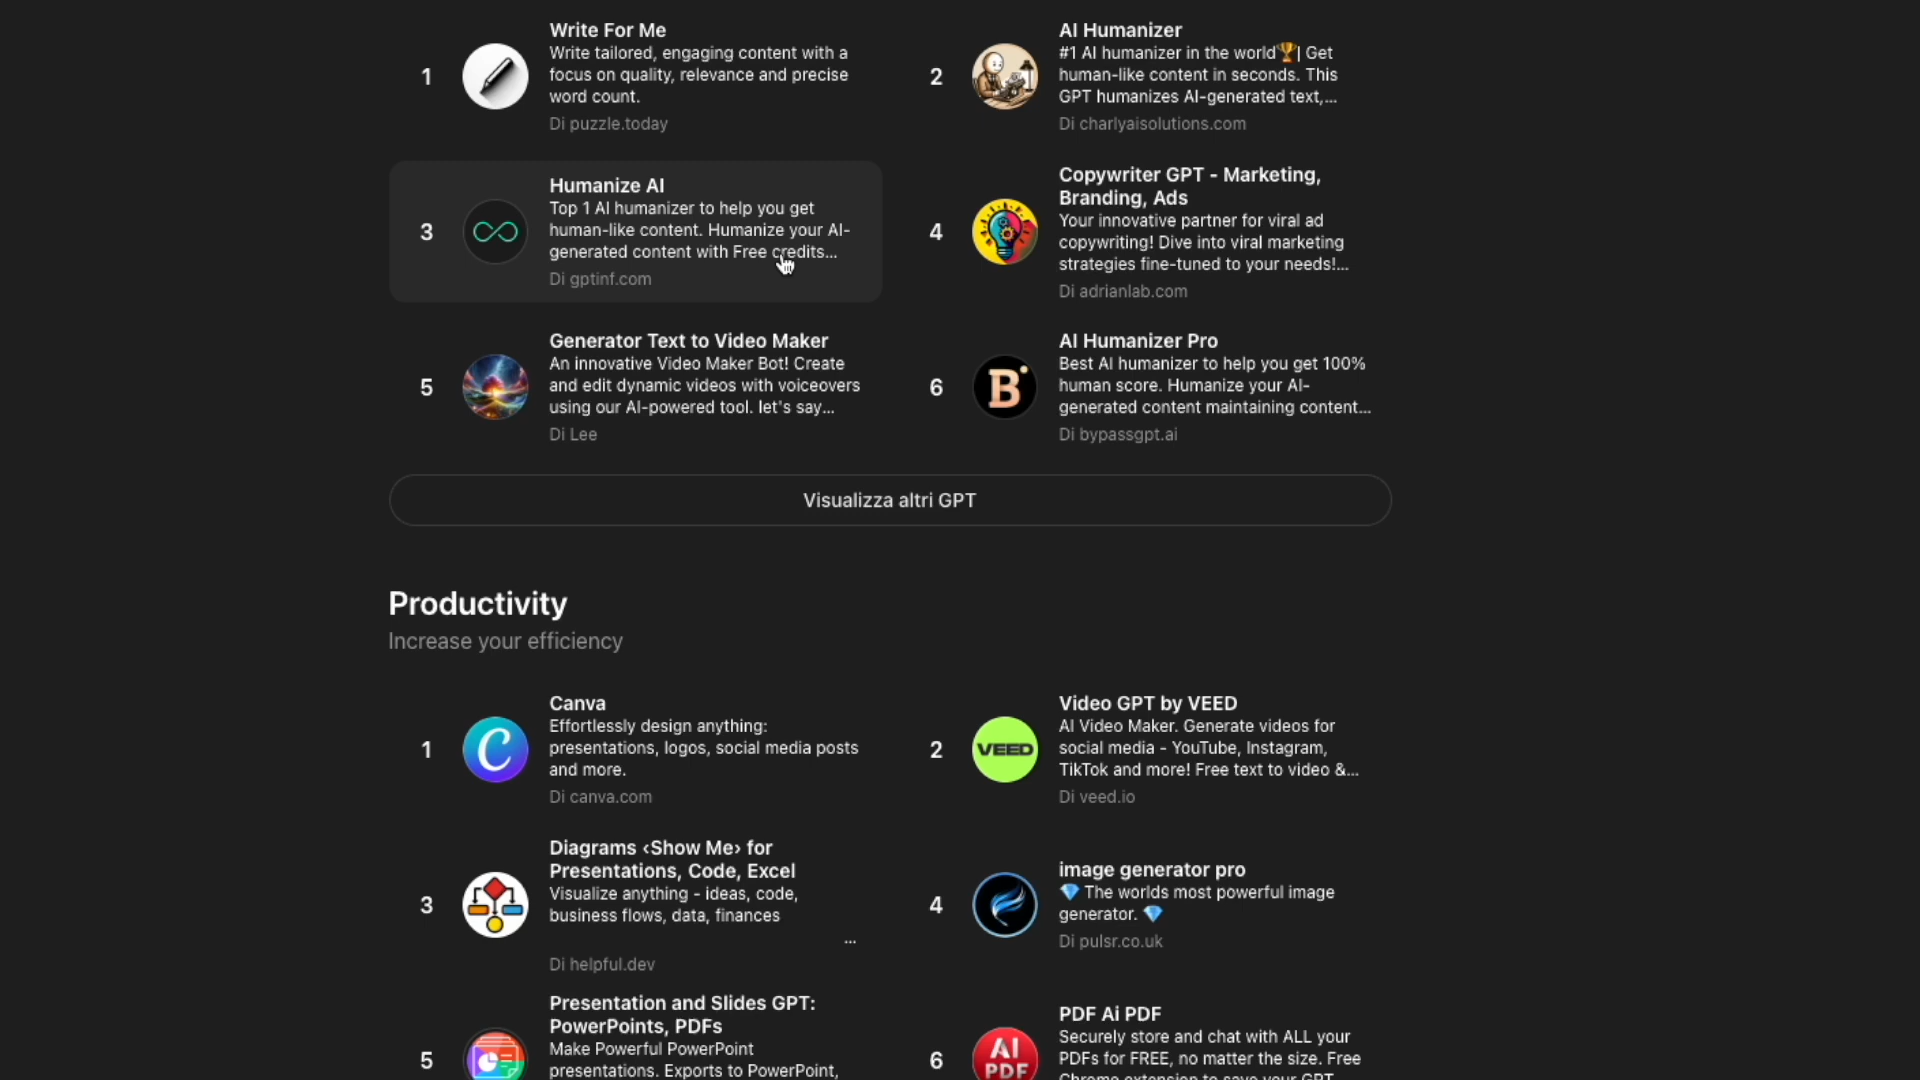 1
Write For Me
Write tailored, engaging content with a
focus on quality, relevance and precise
word count.
Di puzzle.today
2
AI Humanizer
#1 AI humanizer in the world🏆| Get
human-like content in seconds. This
GPT humanizes AI-generated text,...
Di charlyaisolutions.com
3
Humanize AI
Top 1 AI humanizer to help you get
human-like content. Humanize your AI-
generated content with Free credits...
Di gptinf.com
4
Copywriter GPT - Marketing,
Branding, Ads
Your innovative partner for viral ad
copywriting! Dive into viral marketing
strategies fine-tuned to your needs!...
Di adrianlab.com
5
Generator Text to Video Maker
An innovative Video Maker Bot! Create
and edit dynamic videos with voiceovers
using our AI-powered tool. let's say...
Di Lee
6
B
AI Humanizer Pro
Best AI humanizer to help you get 100%
human score. Humanize your AI-
generated content maintaining content...
Di bypassgpt.ai
Visualizza altri GPT
Productivity
Increase your efficiency
1
C
Canva
Effortlessly design anything:
presentations, logos, social media posts
and more.
Di canva.com
2
VEED
Video GPT by VEED
AI Video Maker. Generate videos for
social media - YouTube, Instagram,
TikTok and more! Free text to video &...
Di veed.io
3
Diagrams ‹Show Me› for
Presentations, Code, Excel
Visualize anything - ideas, code,
business flows, data, finances
...
Di helpful.dev
4
image generator pro
💎 The worlds most powerful image
generator. 💎
Di pulsr.co.uk
5
Presentation and Slides GPT:
PowerPoints, PDFs
Make Powerful PowerPoint
presentations. Exports to PowerPoint,
6
AI
PDF
PDF Ai PDF
Securely store and chat with ALL your
PDFs for FREE, no matter the size. Free
Chrome extension to save your GPT